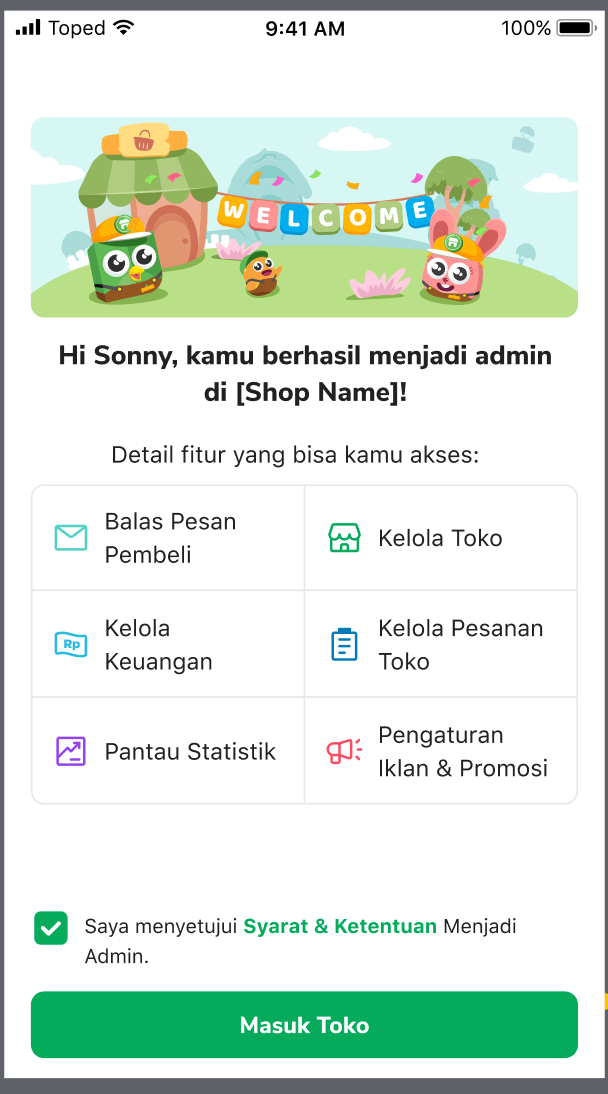 Toped 9:41 AM 100%
WELCOME
Hi Sonny, kamu berhasil menjadi admin
di [Shop Name]!
Detail fitur yang bisa kamu akses:
Balas Pesan
Pembeli
Kelola Toko
Rp
Kelola
Keuangan
Kelola Pesanan
Toko
Pantau Statistik
Pengaturan
Iklan & Promosi
Saya menyetujui Syarat & Ketentuan Menjadi
Admin.
Masuk Toko